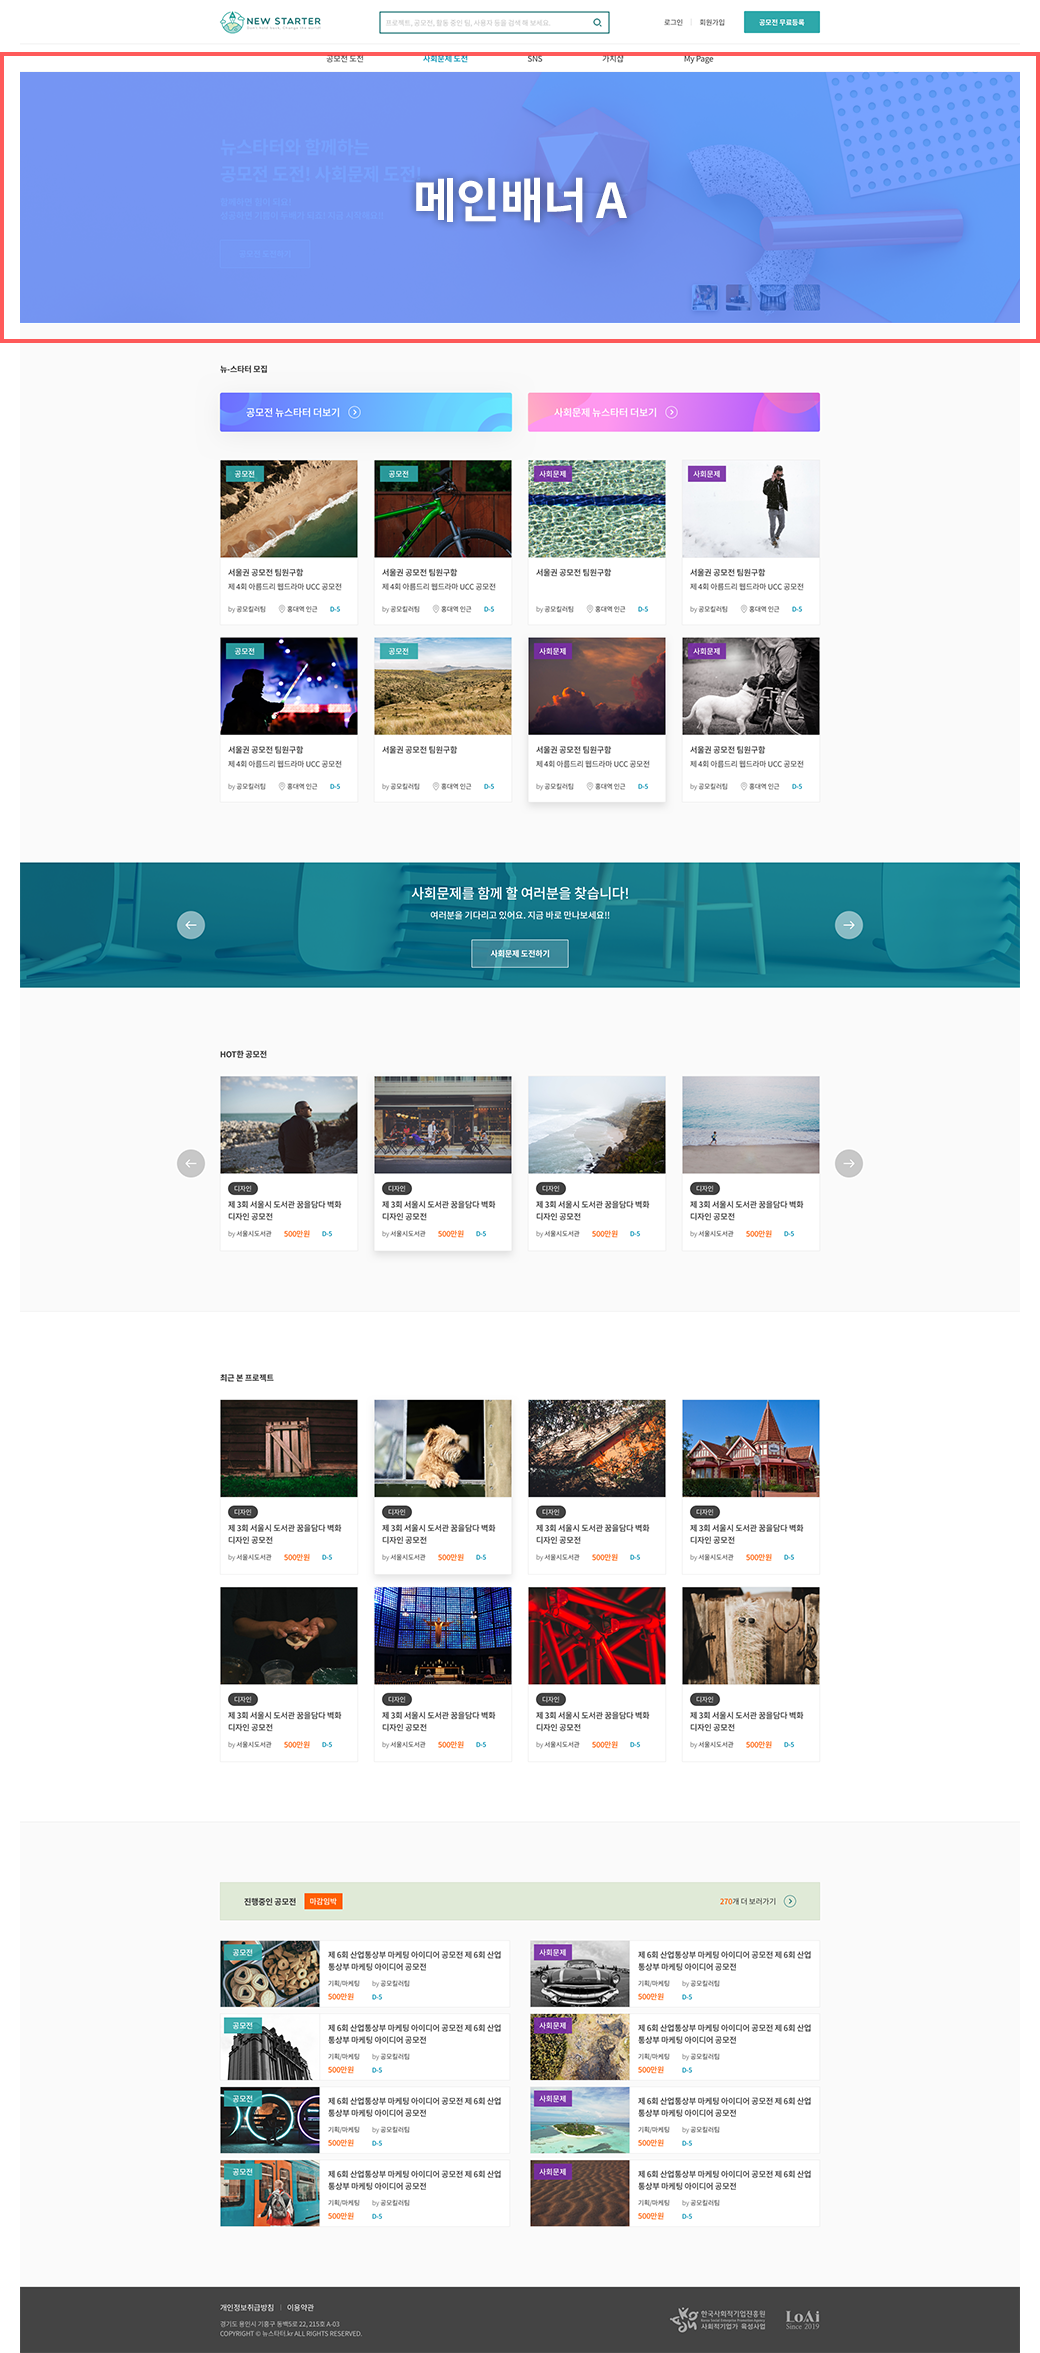 NEW STARTER
프로젝트, 공모전, 활동 중인 팀, 사용자 등을 검색 해 보세요.
로그인 | 회원가입
공모전 무료등록
공모전 도전
사회문제 도전
SNS
가치샵
My Page
뉴스타터와 함께하는
공모전 도전! 사회문제 도전!
메인배너 A
공모전 도전하기
뉴-스타터 모집
공모전 뉴스타터 더보기
사회문제 뉴스타터 더보기
공모전
공모전
사회문제
사회문제
서울권 공모전 팀원구함
서울권 공모전 팀원구함
서울권 공모전 팀원구함
서울권 공모전 팀원구함
제 4회 아름드리 웹드라마 UCC 공모전
제 4회 아름드리 웹드라마 UCC 공모전
제 4회 아름드리 웹드라마 UCC 공모전
by 공모킬러팀 홍대역 인근 D-5
by 공모킬러팀 홍대역 인근 D-5
by 공모킬러팀 홍대역 인근 D-5
by 공모킬러팀 홍대역 인근 D-5
공모전
공모전
사회문제
사회문제
서울권 공모전 팀원구함
서울권 공모전 팀원구함
서울권 공모전 팀원구함
서울권 공모전 팀원구함
제 4회 아름드리 웹드라마 UCC 공모전
제 4회 아름드리 웹드라마 UCC 공모전
제 4회 아름드리 웹드라마 UCC 공모전
by 공모킬러팀 홍대역 인근 D-5
by 공모킬러팀 홍대역 인근 D-5
by 공모킬러팀 홍대역 인근 D-5
by 공모킬러팀 홍대역 인근 D-5
사회문제를 함께 할 여러분을 찾습니다!
여러분을 기다리고 있어요. 지금 바로 만나보세요!!
사회문제 도전하기
HOT한 공모전
디자인
디자인
디자인
디자인
제 3회 서울시 도서관 꿈을담다 벽화
디자인 공모전
제 3회 서울시 도서관 꿈을담다 벽화
디자인 공모전
제 3회 서울시 도서관 꿈을담다 벽화
디자인 공모전
제 3회 서울시 도서관 꿈을담다 벽화
디자인 공모전
by 서울시도서관 500만원 D-5
by 서울시도서관 500만원 D-5
by 서울시도서관 500만원 D-5
by 서울시도서관 500만원 D-5
최근 본 프로젝트
디자인
디자인
디자인
디자인
제 3회 서울시 도서관 꿈을담다 벽화
디자인 공모전
제 3회 서울시 도서관 꿈을담다 벽화
디자인 공모전
제 3회 서울시 도서관 꿈을담다 벽화
디자인 공모전
제 3회 서울시 도서관 꿈을담다 벽화
디자인 공모전
by 서울시도서관 500만원 D-5
by 서울시도서관 500만원 D-5
by 서울시도서관 500만원 D-5
by 서울시도서관 500만원 D-5
디자인
디자인
디자인
디자인
제 3회 서울시 도서관 꿈을담다 벽화
디자인 공모전
제 3회 서울시 도서관 꿈을담다 벽화
디자인 공모전
제 3회 서울시 도서관 꿈을담다 벽화
디자인 공모전
제 3회 서울시 도서관 꿈을담다 벽화
디자인 공모전
by 서울시도서관 500만원 D-5
by 서울시도서관 500만원 D-5
by 서울시도서관 500만원 D-5
by 서울시도서관 500만원 D-5
진행중인 공모전 마감임박
270개 더 보러가기
공모전
제 6회 산업통상부 마케팅 아이디어 공모전 제 6회 산업
통상부 마케팅 아이디어 공모전
기획/마케팅 by 공모킬러팀
500만원 D-5
사회문제
제 6회 산업통상부 마케팅 아이디어 공모전 제 6회 산업
통상부 마케팅 아이디어 공모전
기획/마케팅 by 공모킬러팀
500만원 D-5
공모전
제 6회 산업통상부 마케팅 아이디어 공모전 제 6회 산업
통상부 마케팅 아이디어 공모전
기획/마케팅 by 공모킬러팀
500만원 D-5
사회문제
제 6회 산업통상부 마케팅 아이디어 공모전 제 6회 산업
통상부 마케팅 아이디어 공모전
기획/마케팅 by 공모킬러팀
500만원 D-5
공모전
제 6회 산업통상부 마케팅 아이디어 공모전 제 6회 산업
통상부 마케팅 아이디어 공모전
기획/마케팅 by 공모킬러팀
500만원 D-5
사회문제
제 6회 산업통상부 마케팅 아이디어 공모전 제 6회 산업
통상부 마케팅 아이디어 공모전
기획/마케팅 by 공모킬러팀
500만원 D-5
공모전
제 6회 산업통상부 마케팅 아이디어 공모전 제 6회 산업
통상부 마케팅 아이디어 공모전
기획/마케팅 by 공모킬러팀
500만원 D-5
사회문제
제 6회 산업통상부 마케팅 아이디어 공모전 제 6회 산업
통상부 마케팅 아이디어 공모전
기획/마케팅 by 공모킬러팀
500만원 D-5
개인정보취급방침 | 이용약관
경기도 용인시 기흥구 동백5로 22, 215호 A-03
COPYRIGHT © 뉴스타터.kr ALL RIGHTS RESERVED.
한국사회적기업진흥원
Korea Social Enterprise Promotion Agency
사회적기업가 육성사업
LoAi
Since 2019